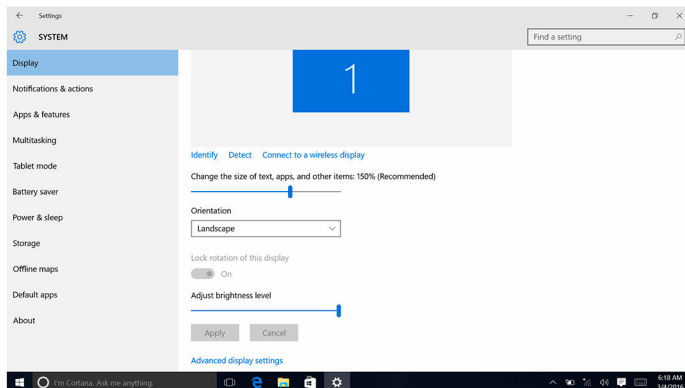 Settings
SYSTEM
Find a setting
Display
Notifications & actions
Apps & features
Multitasking
Tablet mode
Battery saver
Power & sleep
Storage
Offline maps
Default apps
About
1
Identify Detect Connect to a wireless display
Change the size of text, apps, and other items: 150% (Recommended)
Orientation
Landscape
Lock rotation of this display
On
Adjust brightness level
Apply Cancel
Advanced display settings
I'm Cortana. Ask me anything.
6:18 AM
3/4/2016